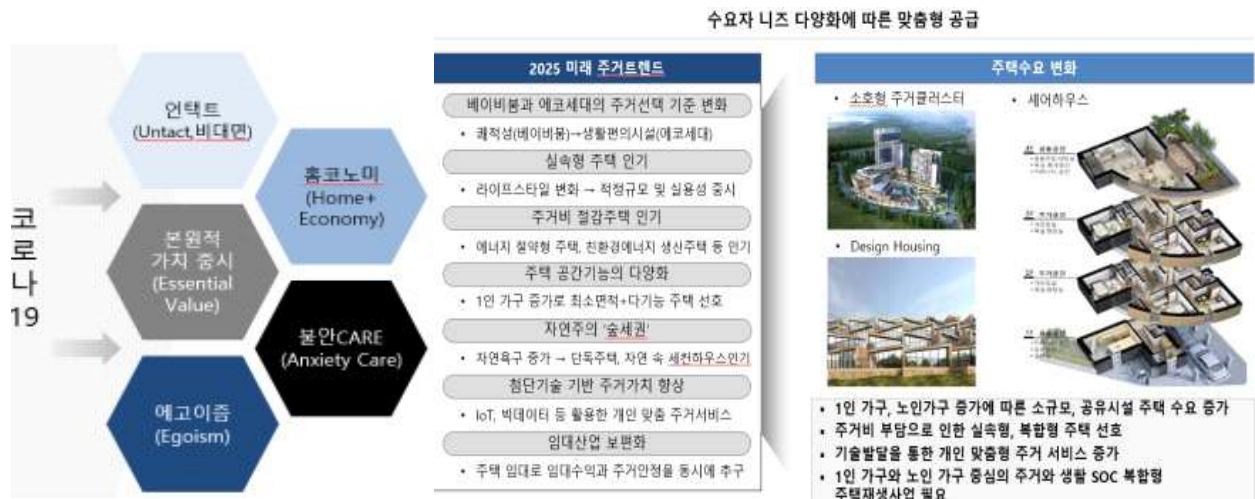 수요자 니즈 다양화에 따른 맞춤형 공급
코
로
나
19
언택트
(Untact,비대면)
홈코노미
(Home+
Economy)
본원적
가치 중시
(Essential
Value)
불안CARE
(Anxiety Care)
에고이즘
(Egoism)
2025 미래 주거트렌드
베이비붐과 에코세대의 주거선택 기준 변화
• 쾌적성(베이비붐)→생활편의시설(에코세대)
실속형 주택 인기
• 라이프스타일 변화 → 적정규모 및 실용성 중시
주거비 절감주택 인기
• 에너지 절약형 주택, 친환경에너지 생산주택 등 인기
주택 공간기능의 다양화
• 1인 가구 증가로 최소면적+다기능 주택 선호
자연주의 '숲세권'
• 자연욕구 증가 → 단독주택, 자연 속 세컨하우스인기
첨단기술 기반 주거가치 향상
• IoT, 빅데이터 등 활용한 개인 맞춤 주거서비스
임대산업 보편화
• 주택 임대로 임대수익과 주거안정을 동시에 추구
주택수요 변화
• 소호형 주거클러스터
• 셰어하우스
• Design Housing
• 1인 가구, 노인가구 증가에 따른 소규모, 공유시설 주택 수요 증가
• 주거비 부담으로 인한 실속형, 복합형 주택 선호
• 기술발달을 통한 개인 맞춤형 주거 서비스 증가
• 1인 가구와 노인 가구 중심의 주거와 생활 SOC 복합형
주택재생사업 필요